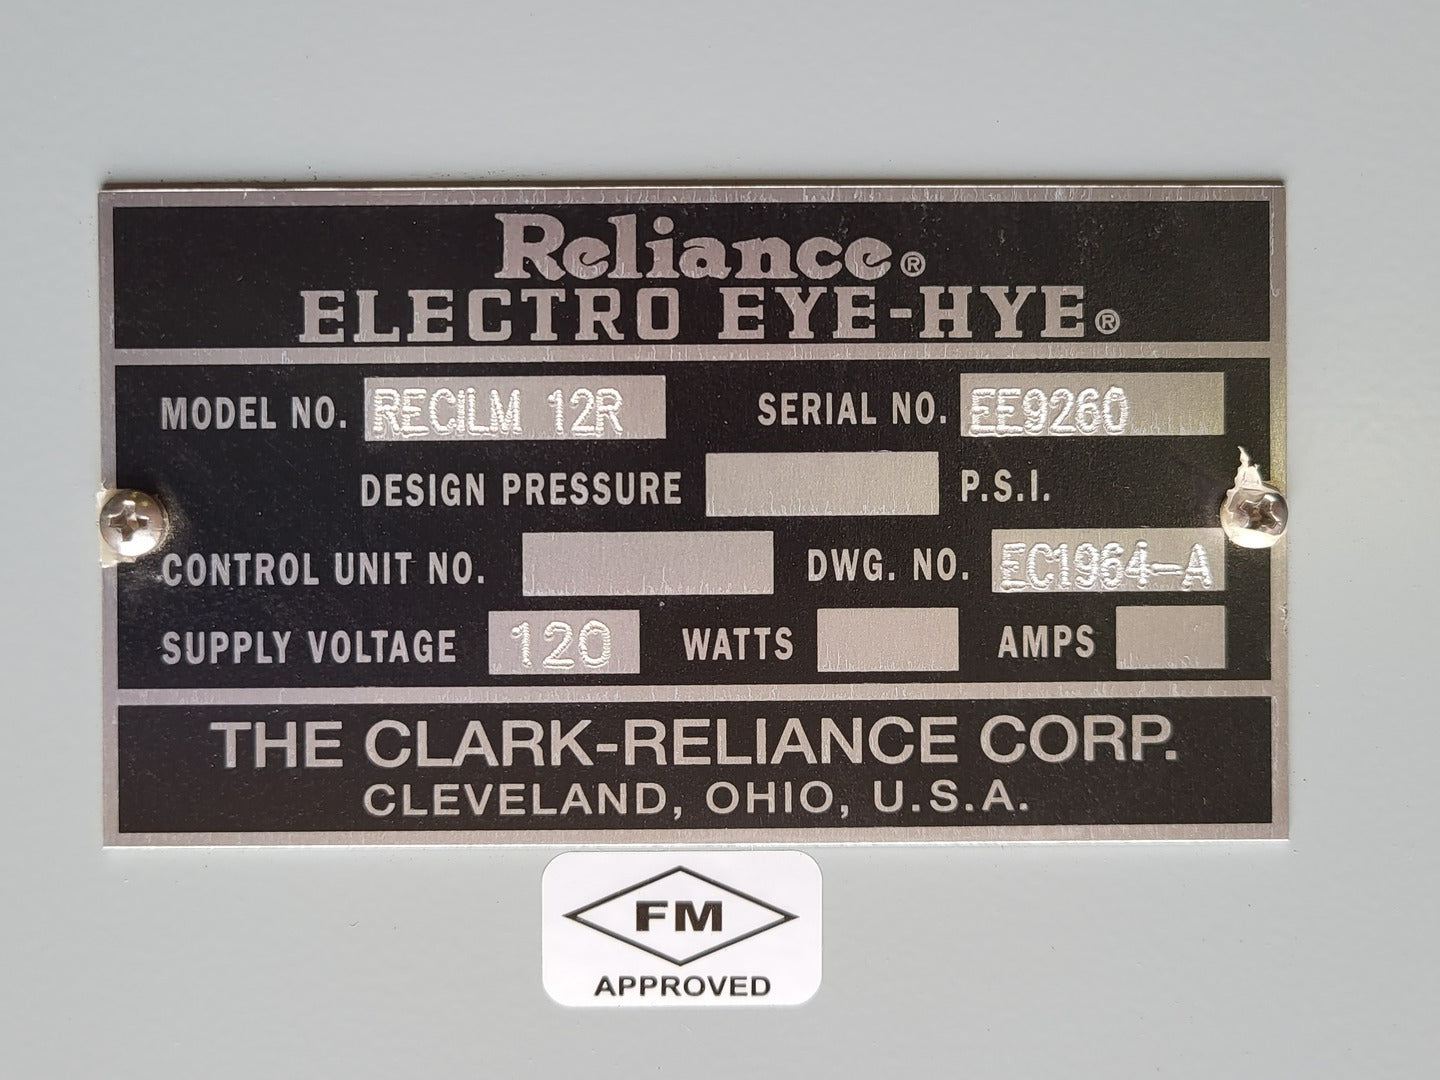 Reliance®
ELECTRO EYE-HYE®
MODEL NO. RECILM 12R SERIAL NO. EE9260
DESIGN PRESSURE P.S.I.
CONTROL UNIT NO. DWG. NO. EC1964-A
SUPPLY VOLTAGE 120 WATTS AMPS
THE CLARK-RELIANCE CORP.
CLEVELAND, OHIO, U.S.A.
FM
APPROVED